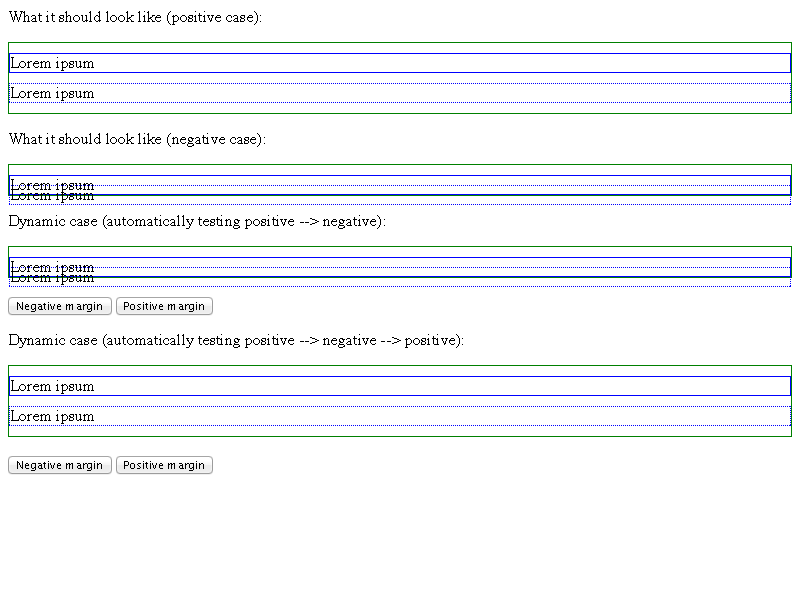 What it should look like (positive case):
Lorem ipsum
Lorem ipsum
What it should look like (negative case):
Lorem ipsum
Lorem ipsum
Dynamic case (automatically testing positive --> negative):
Lorem ipsum
Lorem ipsum
Negative margin Positive margin
Dynamic case (automatically testing positive --> negative --> positive):
Lorem ipsum
Lorem ipsum
Negative margin Positive margin